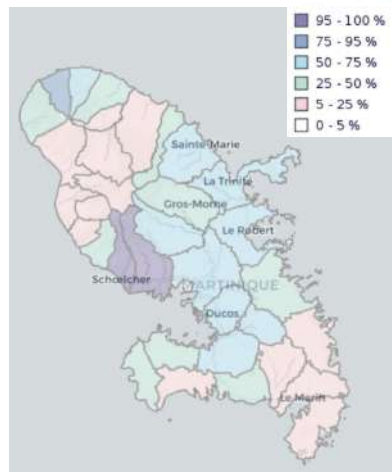 95 - 100 %
75 - 95 %
50 - 75 %
25 - 50 %
5 - 25 %
0 - 5 %
Sainte-Marie
La Trinité
Gros-Morne
Le Robert
Schœlcher
MARTINIQUE
Ducos
Le Marin